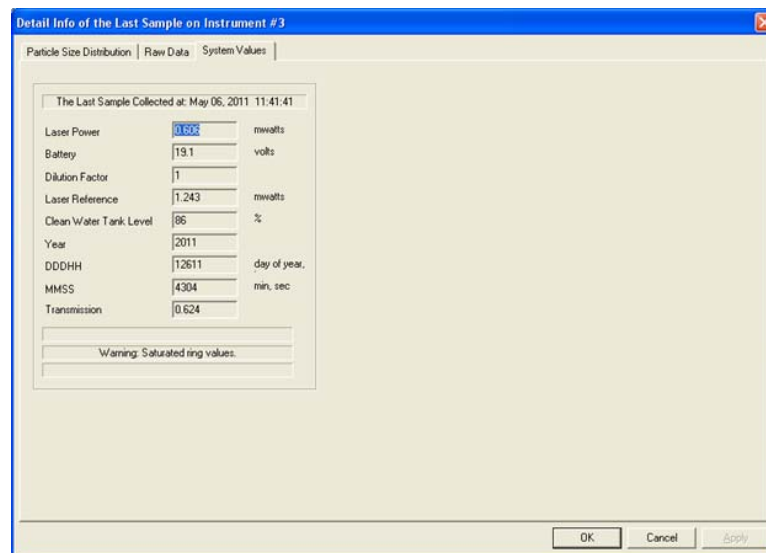 Detail Info of the Last Sample on Instrument #3
Particle Size Distribution Raw Data System Values
The Last Sample Collected at: May 06, 2011 11:41:41
Laser Power 0.606 mwatts
Battery 19.1 volts
Dilution Factor 1
Laser Reference 1.243 mwatts
Clean Water Tank Level 86 %
Year 2011
DDDHH 12611 day of year,
MMSS 4304 min, sec
Transmission 0.624
Warning: Saturated ring values.
OK Cancel Apply